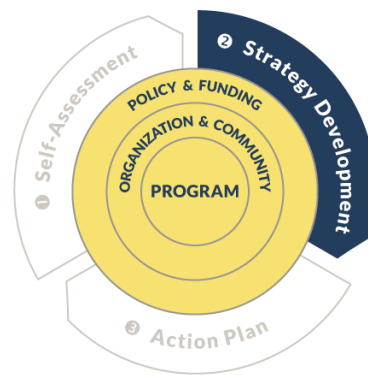 ❶ Self-Assessment
❷ Strategy Development
POLICY & FUNDING
ORGANIZATION & COMMUNITY
PROGRAM
❸ Action Plan